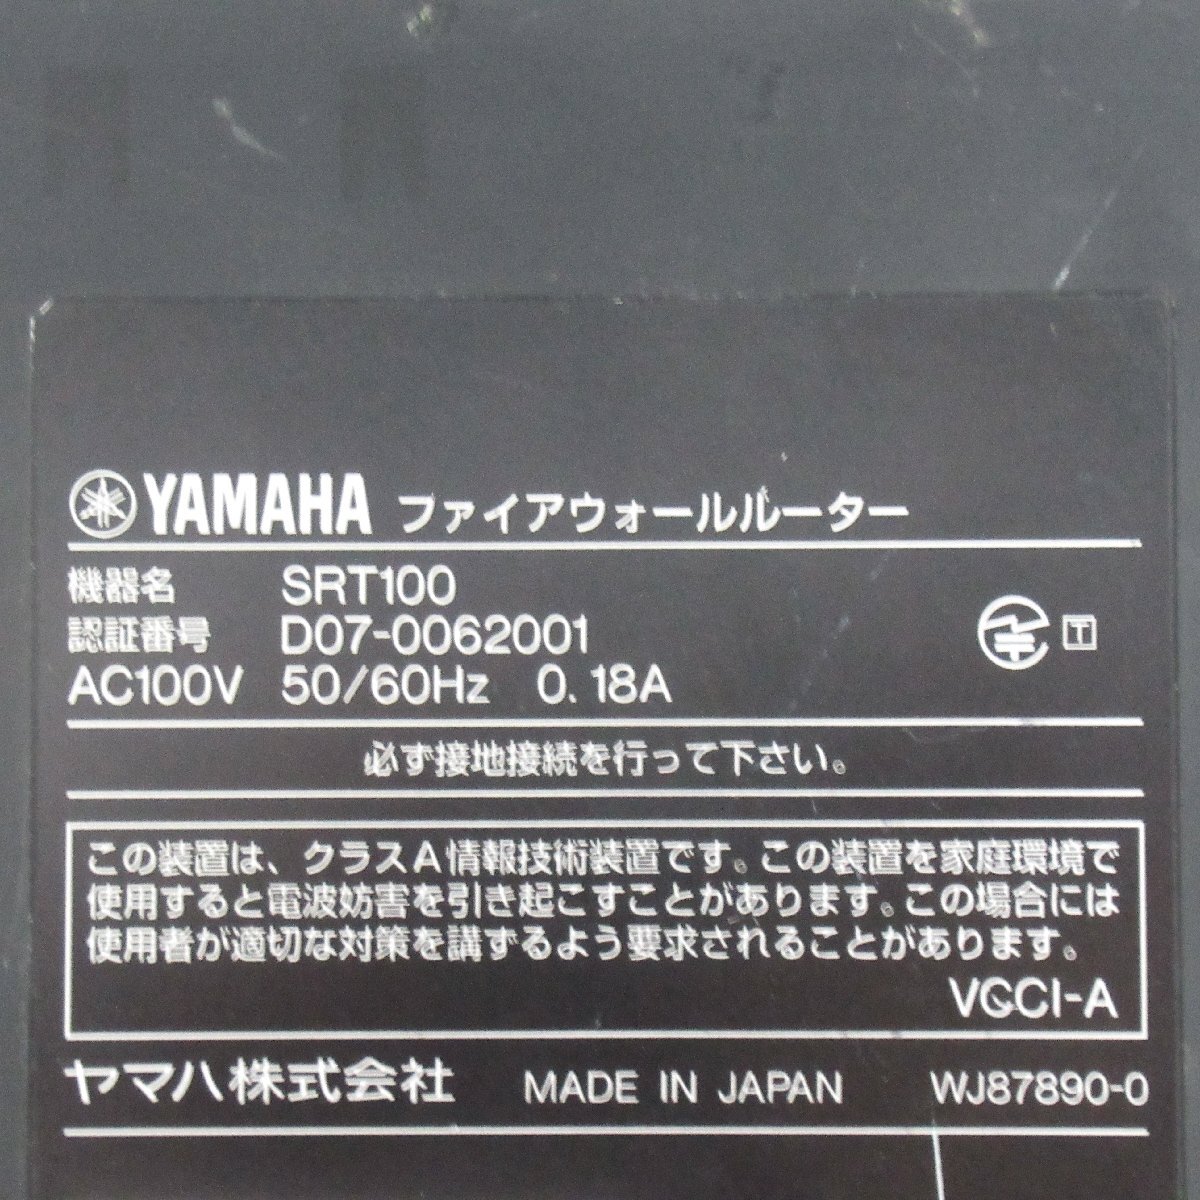 YAMAHA ファイアウォールルーター
機器名 SRT100
認証番号 D07-0062001
AC100V 50/60Hz 0.18A
T
必ず接地接続を行って下さい。
この装置は、クラスA情報技術装置です。この装置を家庭環境で
使用すると電波妨害を引き起こすことがあります。この場合には
使用者が適切な対策を講ずるよう要求されることがあります。
VCCI-A
ヤマハ株式会社 MADE IN JAPAN WJ87890-0